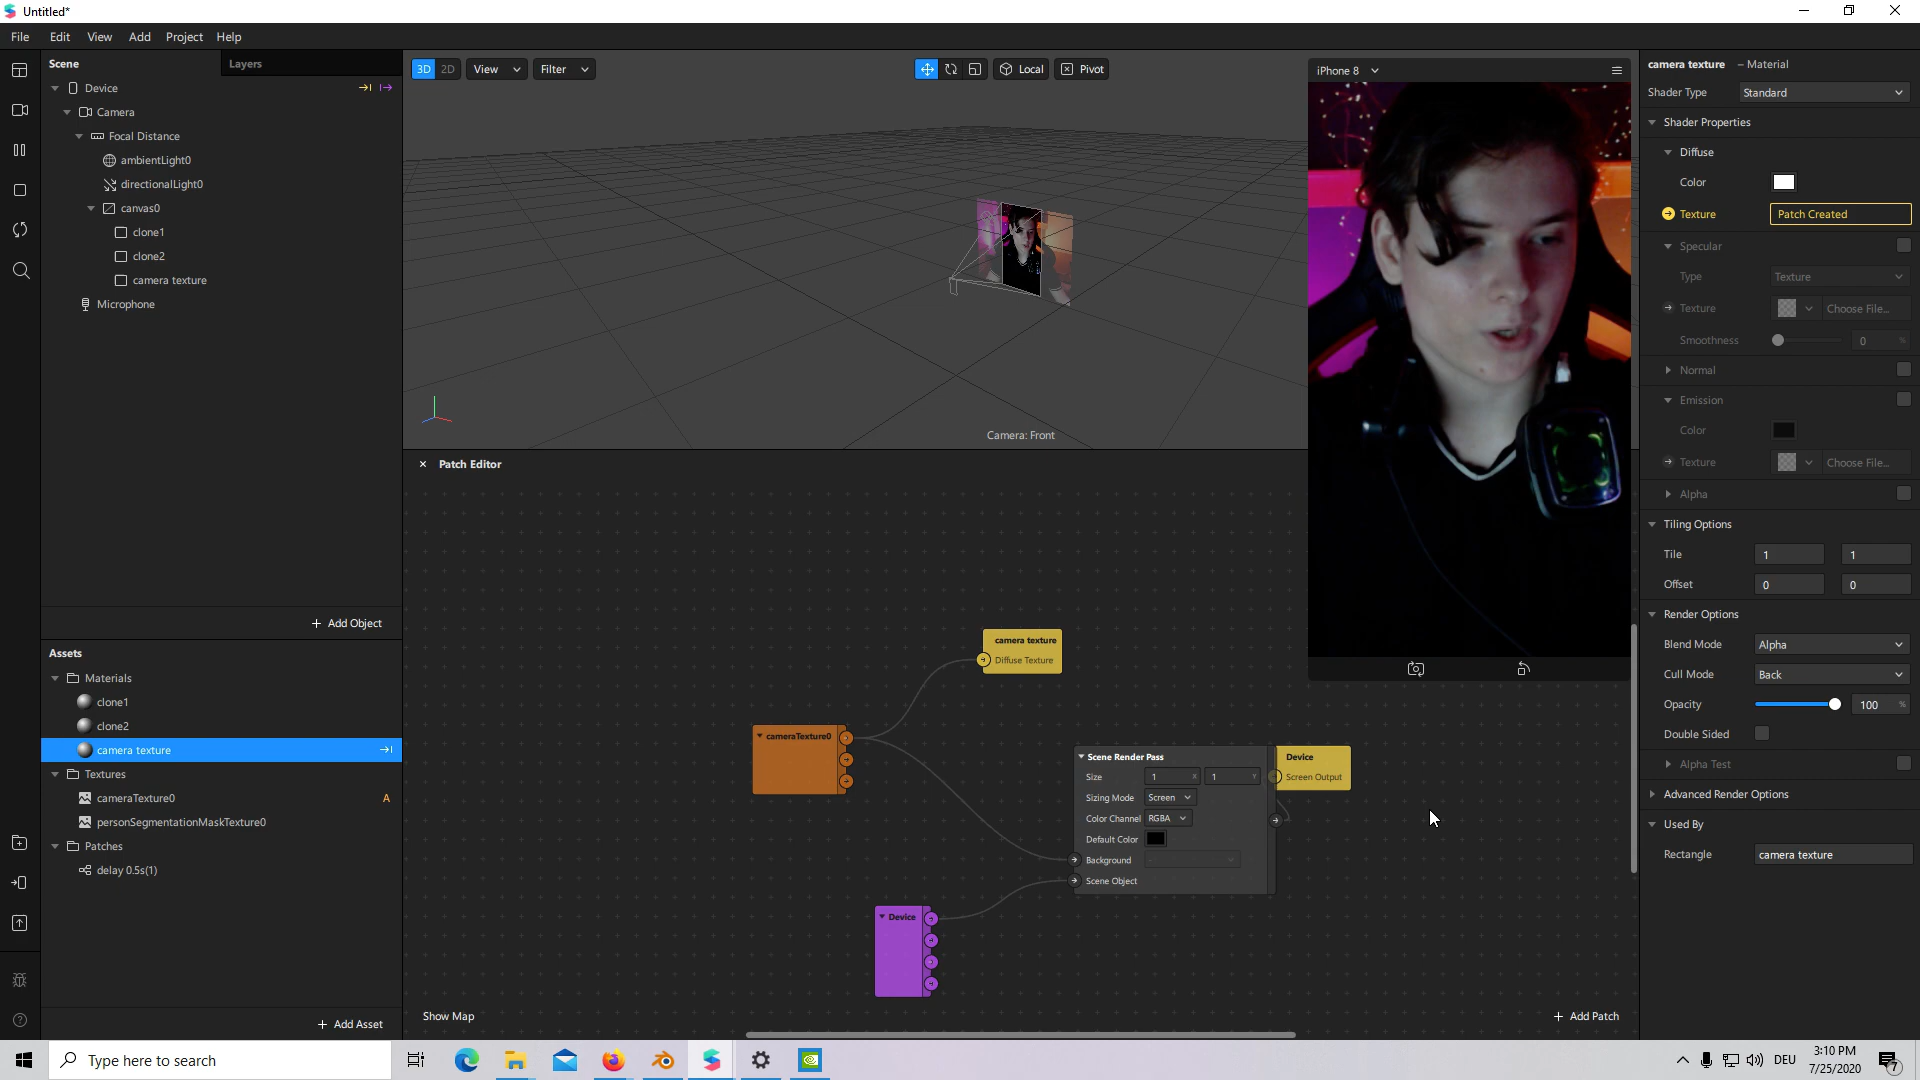 Untitled*
File Edit View Add Project Help
Scene Layers
Device
Camera
Focal Distance
ambientLight0
directionalLight0
canvas0
clone1
clone2
camera texture
Microphone
+ Add Object
Assets
Materials
clone1
clone2
camera texture
Textures
cameraTexture0 A
personSegmentationMaskTexture0
Patches
delay 0.5s(1)
+ Add Asset
3D 2D View Filter Local Pivot
Camera: Front
iPhone 8
× Patch Editor
camera texture
Diffuse Texture
cameraTexture0
Scene Render Pass
Size 1 X 1 Y
Sizing Mode Screen
Color Channel RGBA
Default Color
Background
Scene Object
Device
Screen Output
Device
Show Map
+ Add Patch
camera texture – Material
Shader Type Standard
Shader Properties
Diffuse
Color
Texture Patch Created
Specular
Type Texture
Texture Choose File...
Smoothness 0 %
Normal
Emission
Color
Texture Choose File...
Alpha
Tiling Options
Tile 1 1
Offset 0 0
Render Options
Blend Mode Alpha
Cull Mode Back
Opacity 100 %
Double Sided
Alpha Test
Advanced Render Options
Used By
Rectangle camera texture
Type here to search
DEU
3:10 PM
7/25/2020
7